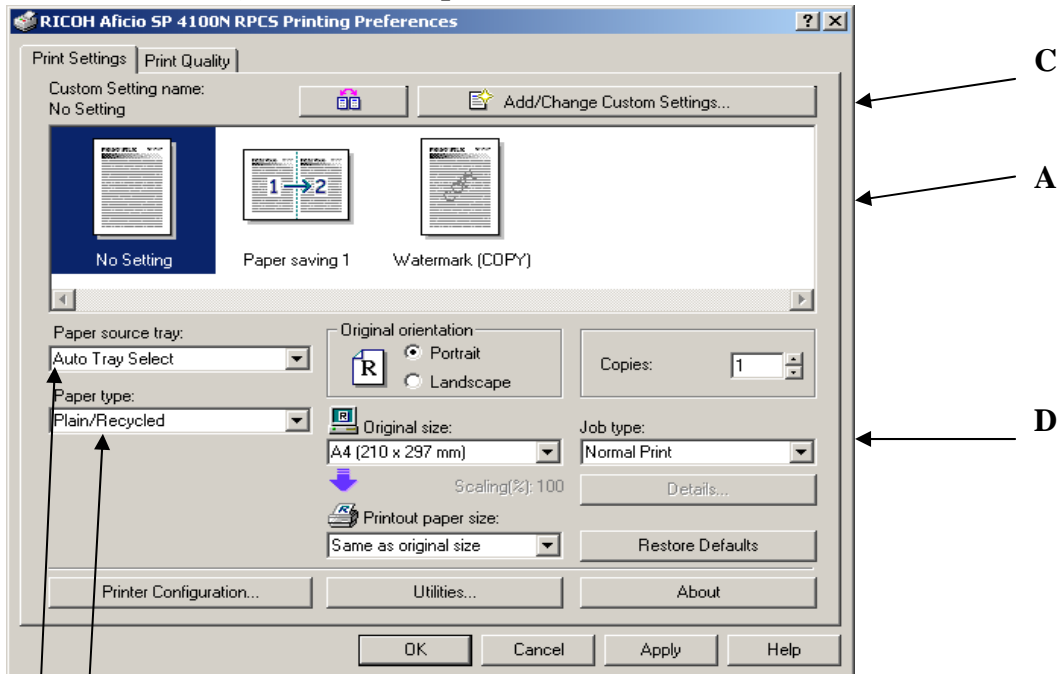 RICOH Aficio SP 4100N RPCS Printing Preferences
Print Settings Print Quality
C
Custom Setting name:
No Setting
Add/Change Custom Settings...
A
1 2
COPY
No Setting Paper saving 1 Watermark (COPY)
Paper source tray:
Auto Tray Select
Original orientation
R
Portrait
Landscape
Copies: 1
Paper type:
Plain/Recycled
R
Original size:
A4 (210 x 297 mm)
Job type:
Normal Print
D
Scaling(%): 100
Details...
R
Printout paper size:
Same as original size
Restore Defaults
Printer Configuration... Utilities... About
OK Cancel Apply Help